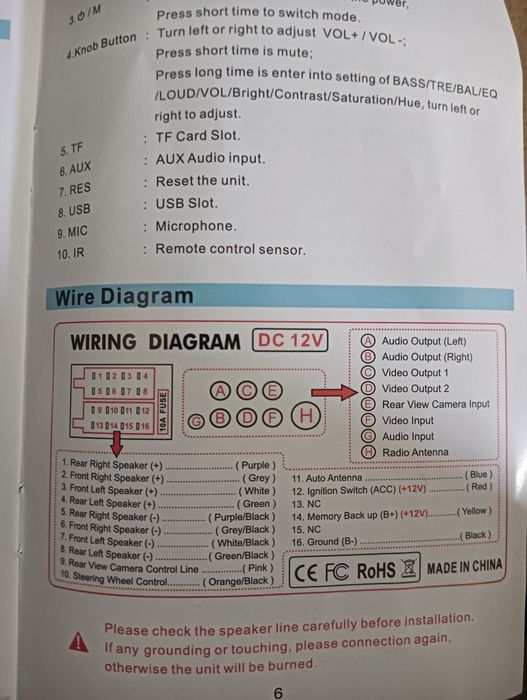 power,
3. ⏻/M
Press short time to switch mode.
4.Knob Button : Turn left or right to adjust VOL+ / VOL-;
Press short time is mute;
Press long time is enter into setting of BASS/TRE/BAL/EQ
/LOUD/VOL/Bright/Contrast/Saturation/Hue, turn left or
right to adjust.
5. TF : TF Card Slot.
6. AUX : AUX Audio input.
7. RES : Reset the unit.
8. USB : USB Slot.
9. MIC : Microphone.
10. IR : Remote control sensor.
Wire Diagram
WIRING DIAGRAM DC 12V
1 2 3 4
5 6 7 8
9 10 11 12
13 14 15 16
10A FUSE
A C E
G B D F H
A Audio Output (Left)
B Audio Output (Right)
C Video Output 1
D Video Output 2
E Rear View Camera Input
F Video Input
G Audio Input
H Radio Antenna
1. Rear Right Speaker (+) .................... ( Purple )
2. Front Right Speaker (+) .................... ( Grey )
3. Front Left Speaker (+) .................... ( White )
4. Rear Left Speaker (+) .................... ( Green )
5. Rear Right Speaker (-) .............. ( Purple/Black )
6. Front Right Speaker (-) .............. ( Grey/Black )
7. Front Left Speaker (-) .............. ( White/Black )
8. Rear Left Speaker (-) .............. ( Green/Black )
9. Rear View Camera Control Line ............ ( Pink )
10. Steering Wheel Control.......... ( Orange/Black )
11. Auto Antenna .............................. ( Blue )
12. Ignition Switch (ACC) (+12V) ............ ( Red )
13. NC
14. Memory Back up (B+) (+12V)......... ( Yellow )
15. NC
16. Ground (B-) .............................. ( Black )
CE FC RoHS MADE IN CHINA
Please check the speaker line carefully before installation.
If any grounding or touching, please connection again,
otherwise the unit will be burned.
6